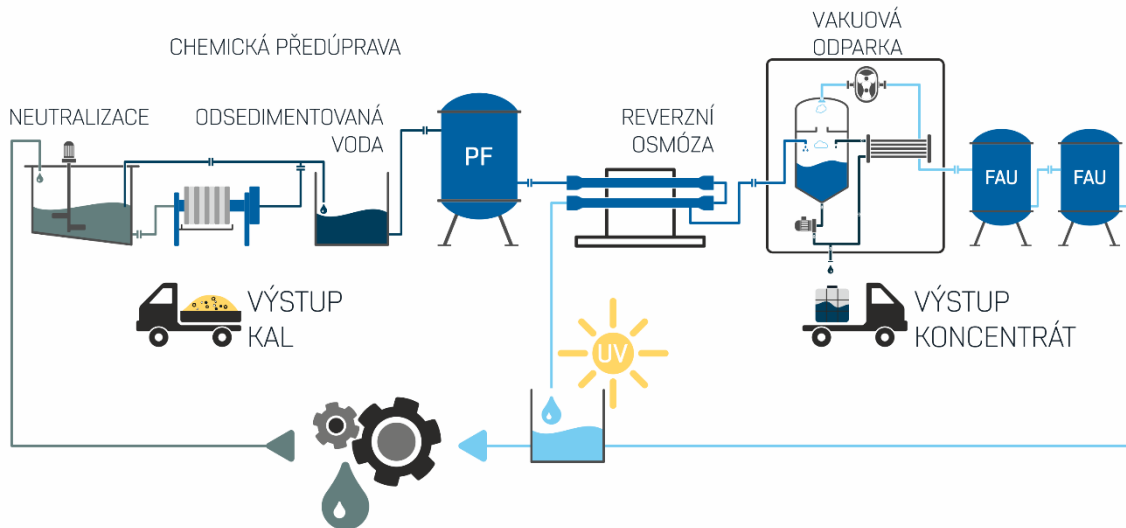 CHEMICKÁ PŘEDÚPRAVA
VAKUOVÁ
ODPARKA
NEUTRALIZACE
ODSEDIMENTOVANÁ
VODA
REVERZNÍ
OSMÓZA
PF
FAU
FAU
VÝSTUP
KAL
VÝSTUP
KONCENTRÁT
UV